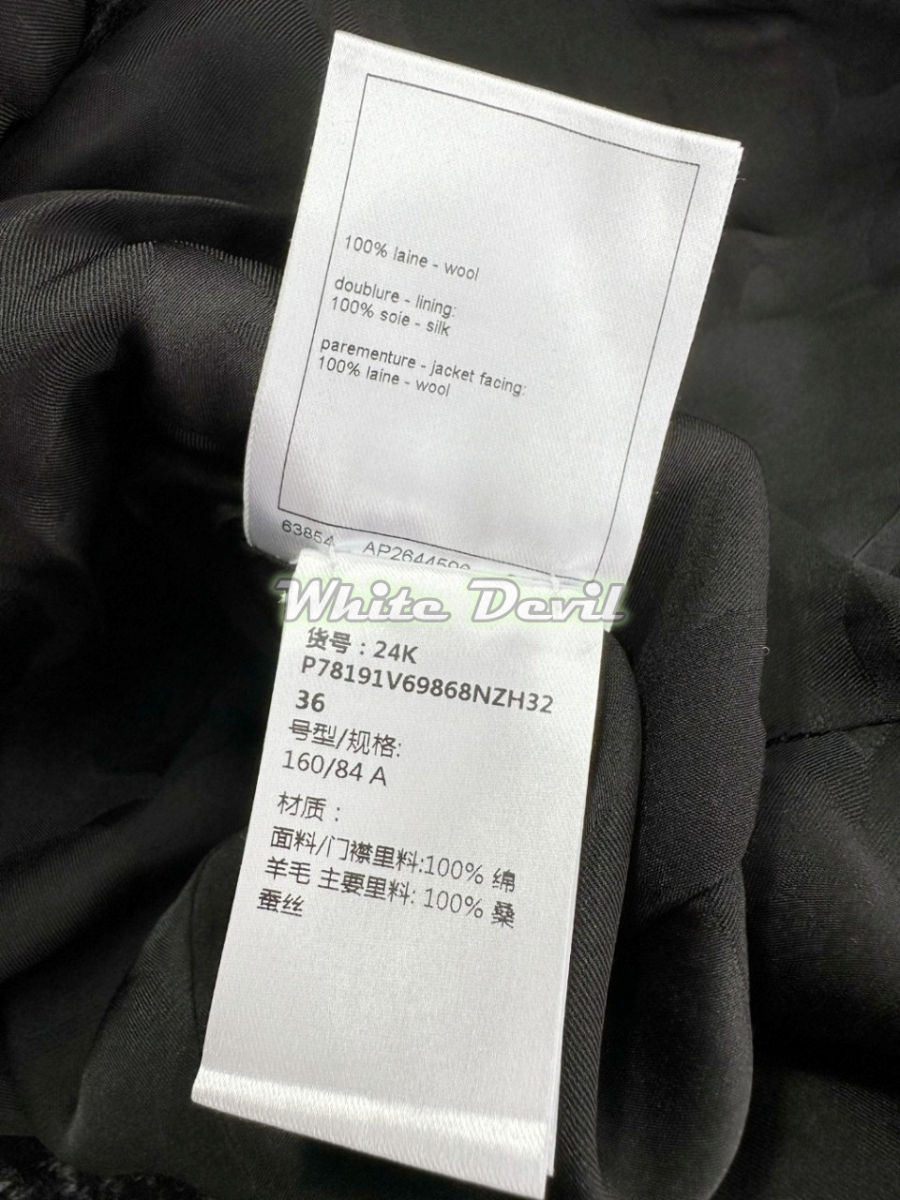 100% laine - wool
doublure - lining:
100% soie - silk
parementure - jacket facing:
100% laine - wool
63854 AP2644590
White Devil
货号：24K
P78191V69868NZH32
36
号型/规格:
160/84 A
材质：
面料/门襟里料:100% 绵
羊毛 主要里料: 100% 桑
蚕丝